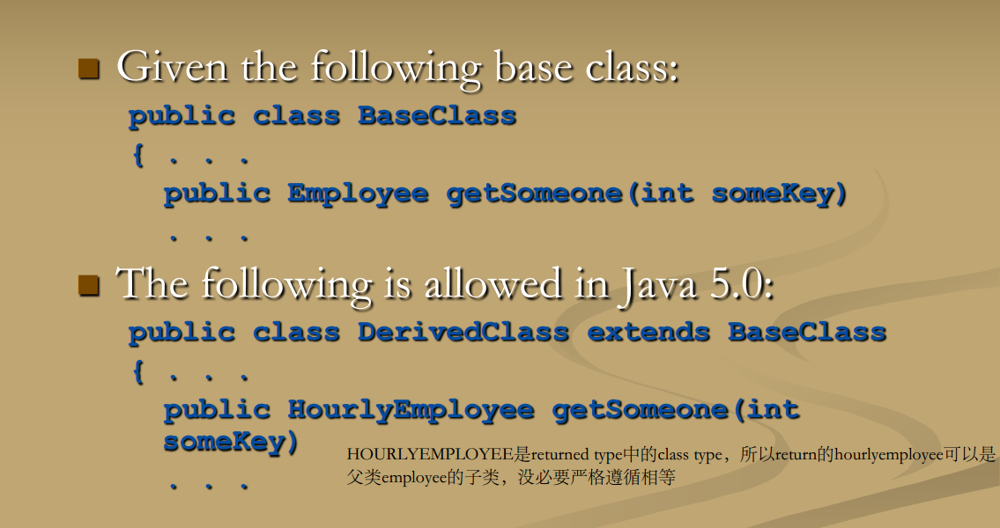 Given the following base class:
public class BaseClass
{ . . .
public Employee getSomeone(int someKey)
. . .
The following is allowed in Java 5.0:
public class DerivedClass extends BaseClass
{ . . .
public HourlyEmployee getSomeone(int
someKey)
. . .
HOURLYEMPLOYEE是returned type中的class type，所以return的hourlyemployee可以是
父类employee的子类，没必要严格遵循相等